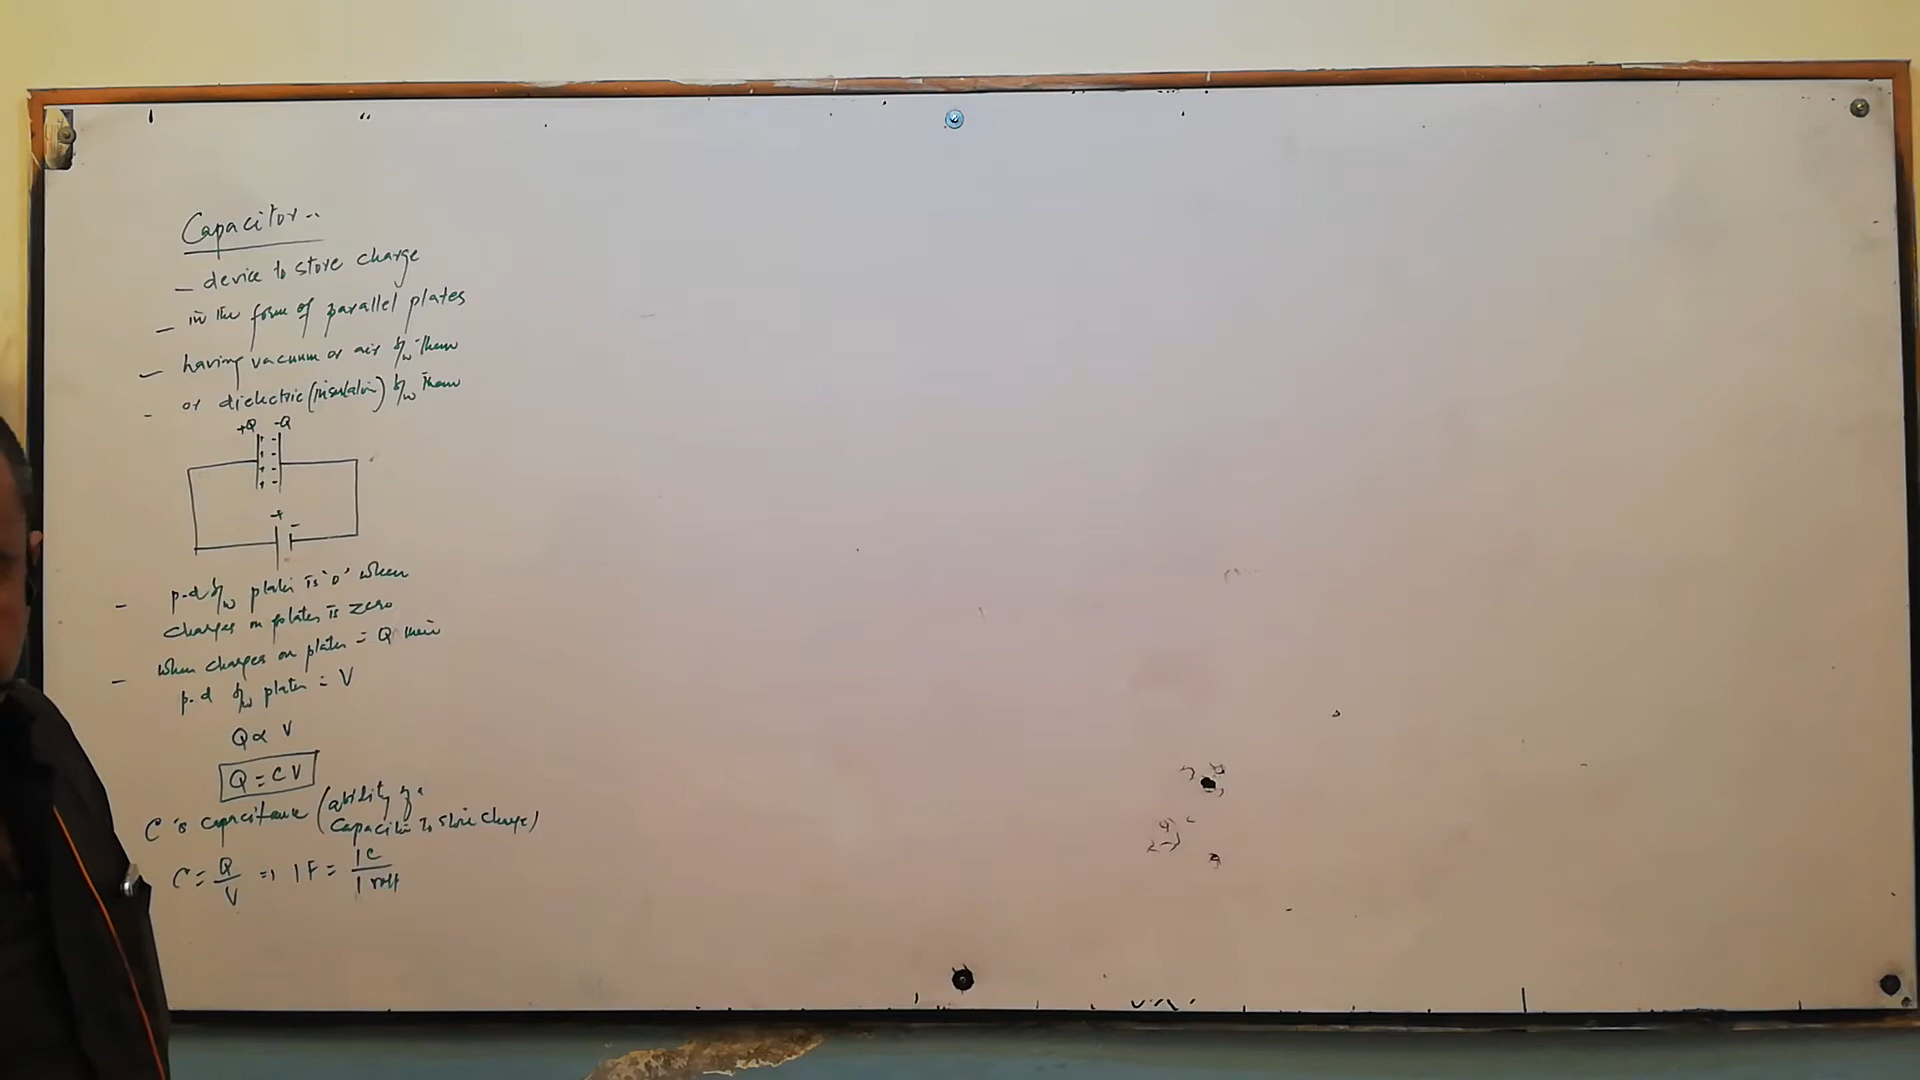 Capacitor..
- device to store charge
- in the form of parallel plates
- having vacuum or air b/w them
- or dielectric (insulation) b/w them
+Q -Q
+ -
+ -
+ -
+ -
+ -
- p.d b/w plates is '0' when
charges on plates is zero
- when charges on plates = Q then
p.d b/w plates = V
Q ∝ V
Q = CV
C is capacitance (ability of a
capacitor to store charge)
C = Q/V => 1F = 1C/1 volt